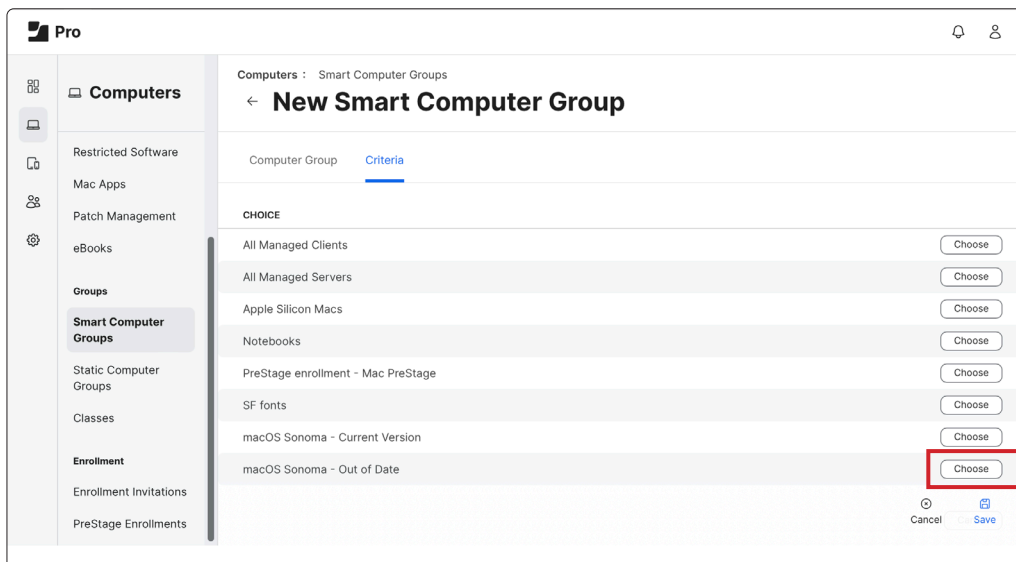 Pro
Computers
Restricted Software
Mac Apps
Patch Management
eBooks
Groups
Smart Computer
Groups
Static Computer
Groups
Classes
Enrollment
Enrollment Invitations
PreStage Enrollments
Computers : Smart Computer Groups
New Smart Computer Group
Computer Group Criteria
CHOICE
All Managed Clients Choose
All Managed Servers Choose
Apple Silicon Macs Choose
Notebooks Choose
PreStage enrollment - Mac PreStage Choose
SF fonts Choose
macOS Sonoma - Current Version Choose
macOS Sonoma - Out of Date Choose
Cancel Save